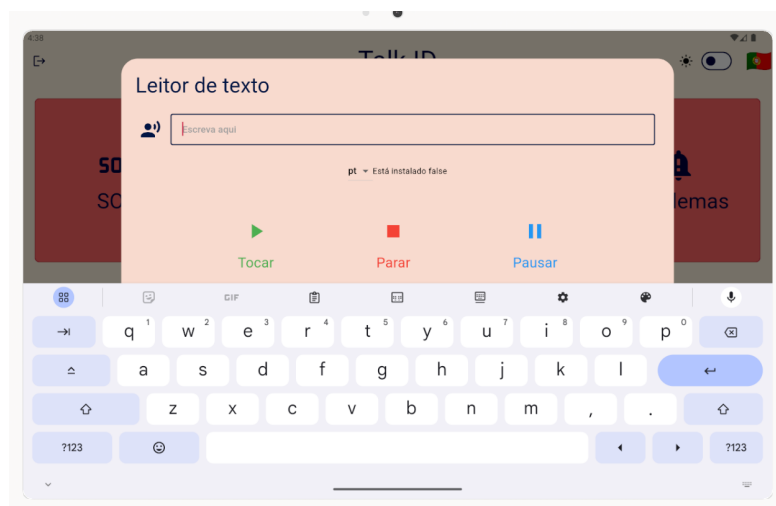 4:38
Talk ID
Leitor de texto
Escreva aqui
pt Está instalado false
Tocar Parar Pausar
GIF
q 1 w 2 e 3 r 4 t 5 y 6 u 7 i 8 o 9 p 0
a s d f g h j k l
z x c v b n m , .
?123 ?123